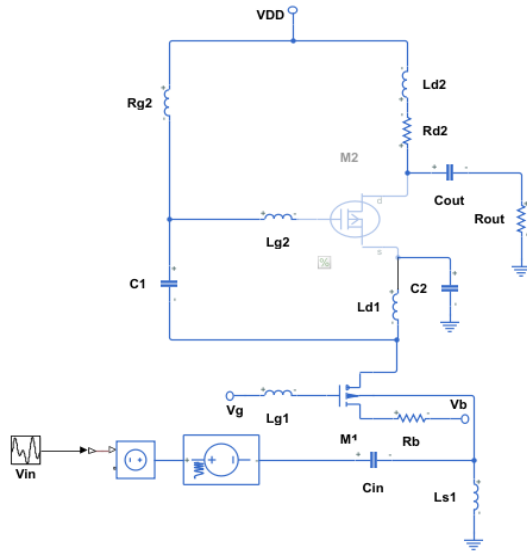 VDD
Ld2
Rg2
Rd2
M2
d
Cout
Rout
Lg2
s
%
C1
C2
Ld1
Vg
Lg1
Vb
M1
Rb
Vin
Cin
Ls1